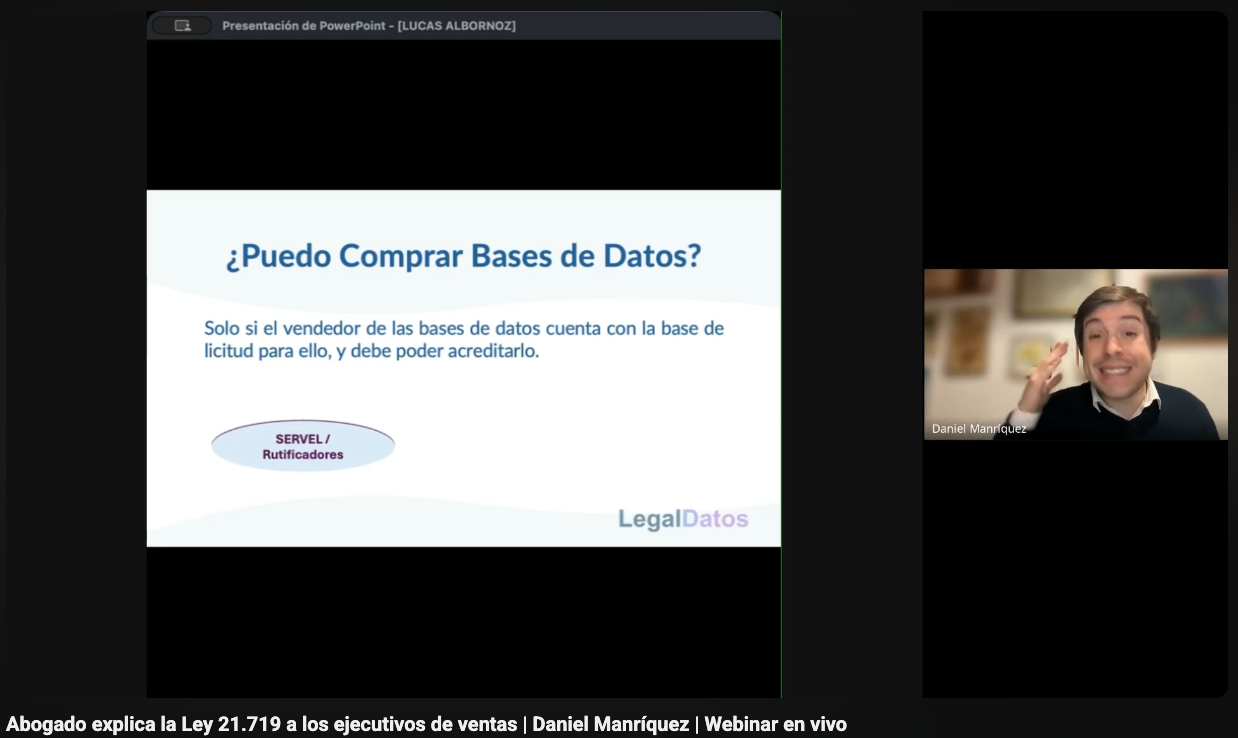 Presentación de PowerPoint - [LUCAS ALBORNOZ]
¿Puedo Comprar Bases de Datos?
Solo si el vendedor de las bases de datos cuenta con la base de
licitud para ello, y debe poder acreditarlo.
SERVEL /
Rutificadores
LegalDatos
Daniel Manríquez
Abogado explica la Ley 21.719 a los ejecutivos de ventas | Daniel Manríquez | Webinar en vivo